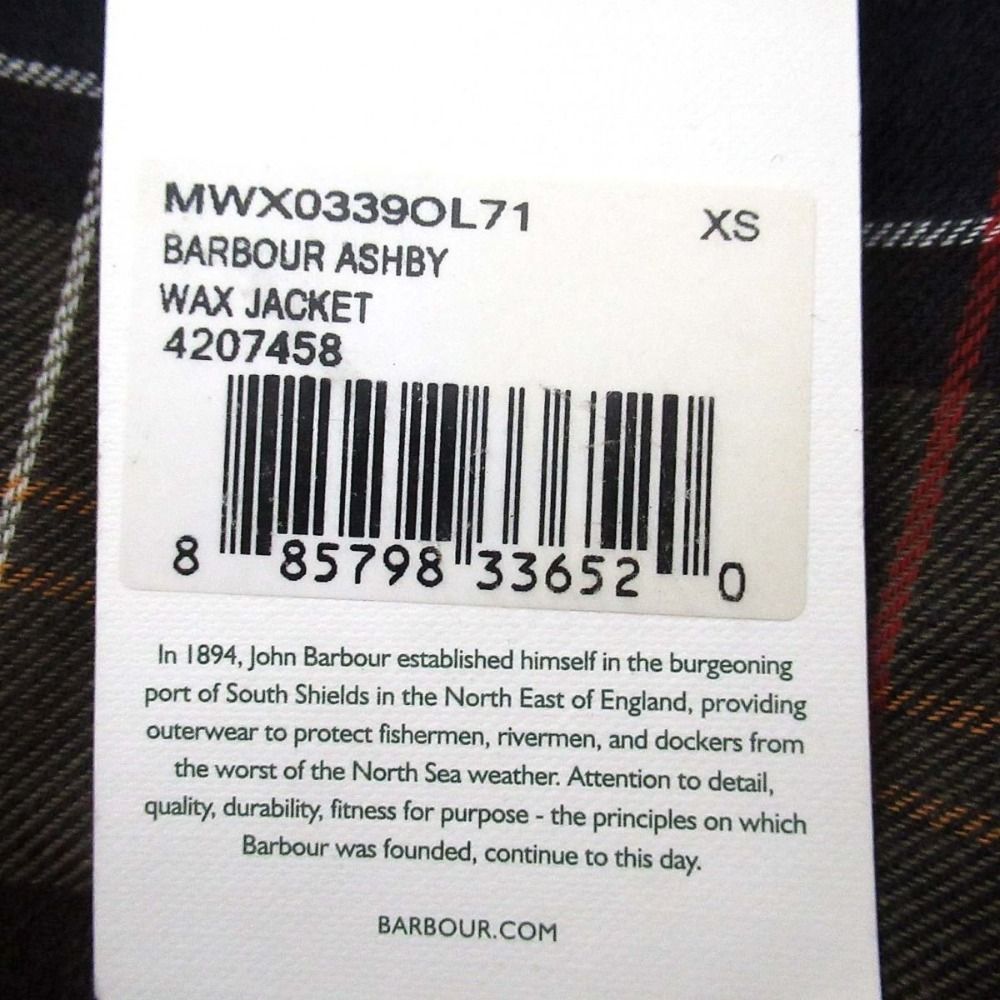 MWX0339OL71 XS
BARBOUR ASHBY
WAX JACKET
4207458
8 85798 33652 0
In 1894, John Barbour established himself in the burgeoning
port of South Shields in the North East of England, providing
outerwear to protect fishermen, rivermen, and dockers from
the worst of the North Sea weather. Attention to detail,
quality, durability, fitness for purpose - the principles on which
Barbour was founded, continue to this day.
BARBOUR.COM